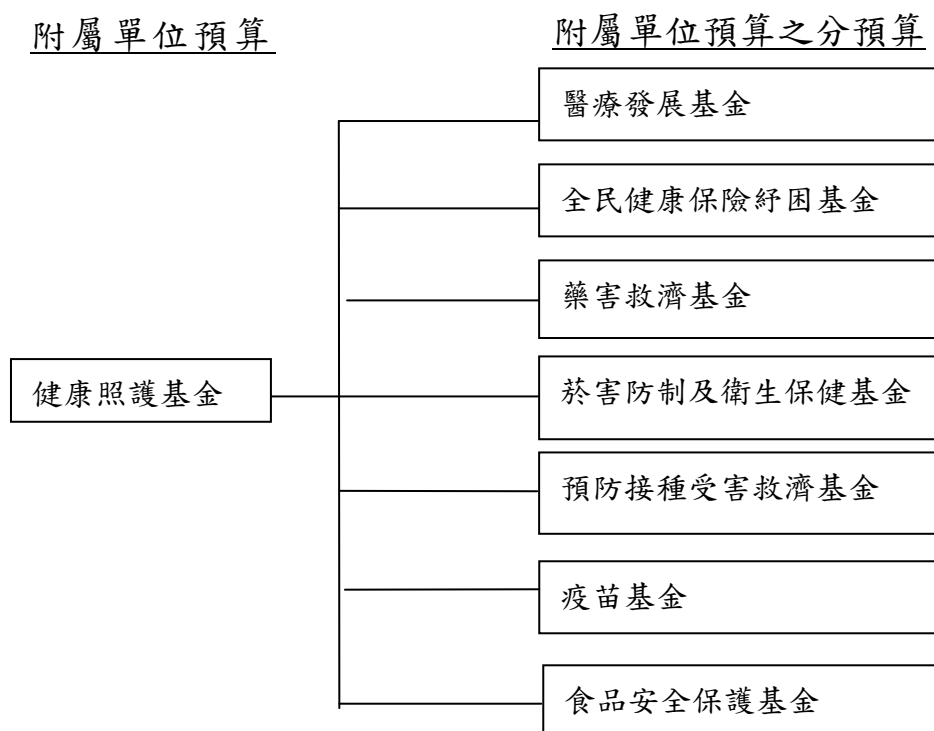 附屬單位預算
附屬單位預算之分預算
醫療發展基金
全民健康保險紓困基金
藥害救濟基金
健康照護基金
菸害防制及衛生保健基金
預防接種受害救濟基金
疫苗基金
食品安全保護基金